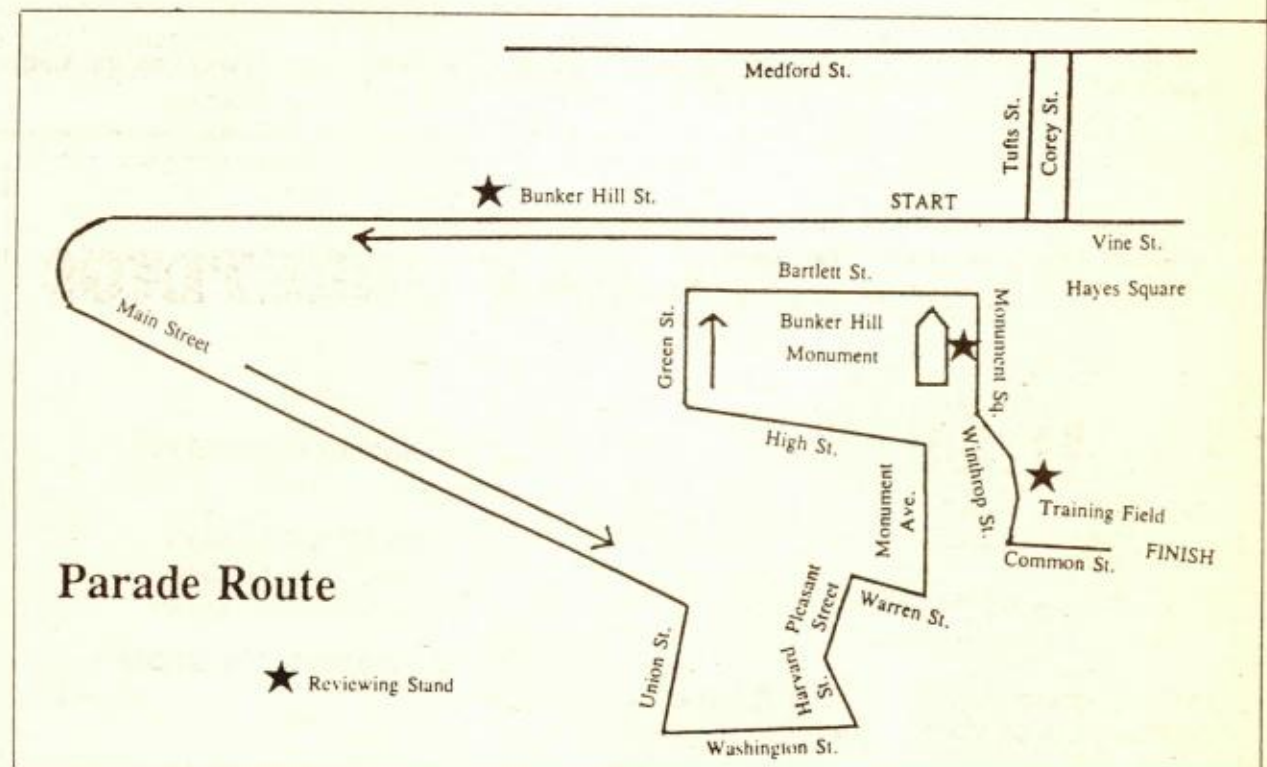 Medford St.
Tufts St.
Corey St.
Bunker Hill St.
START
Vine St.
Bartlett St.
Hayes Square
Main Street
Green St.
Bunker Hill
Monument
Monument Sq.
High St.
Winthrop St.
Monument
Ave.
Training Field
Common St.
FINISH
Parade Route
Pleasant
Street
Warren St.
Reviewing Stand
Union St.
Harvard
St.
Washington St.